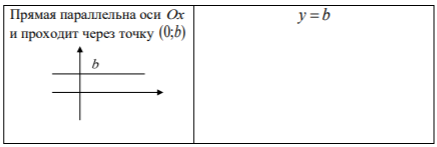 Прямая параллельна оси Ox
и проходит через точку (0;b)
b
y = b